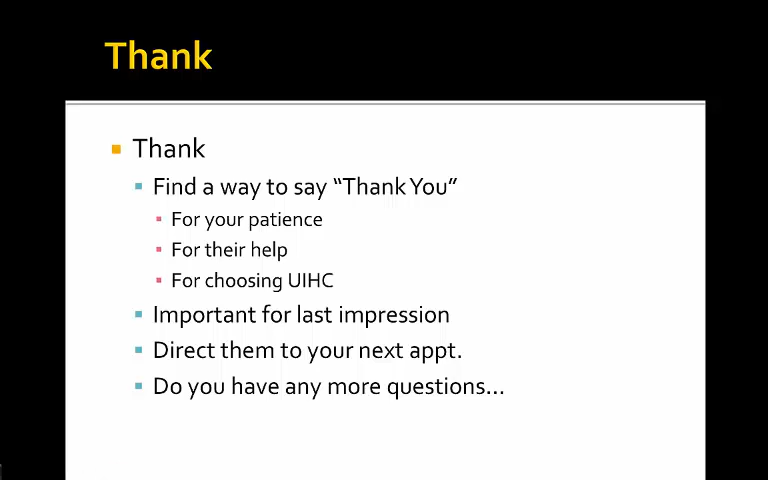 Thank
Thank
Find a way to say “Thank You”
For your patience
For their help
For choosing UIHC
Important for last impression
Direct them to your next appt.
Do you have any more questions…